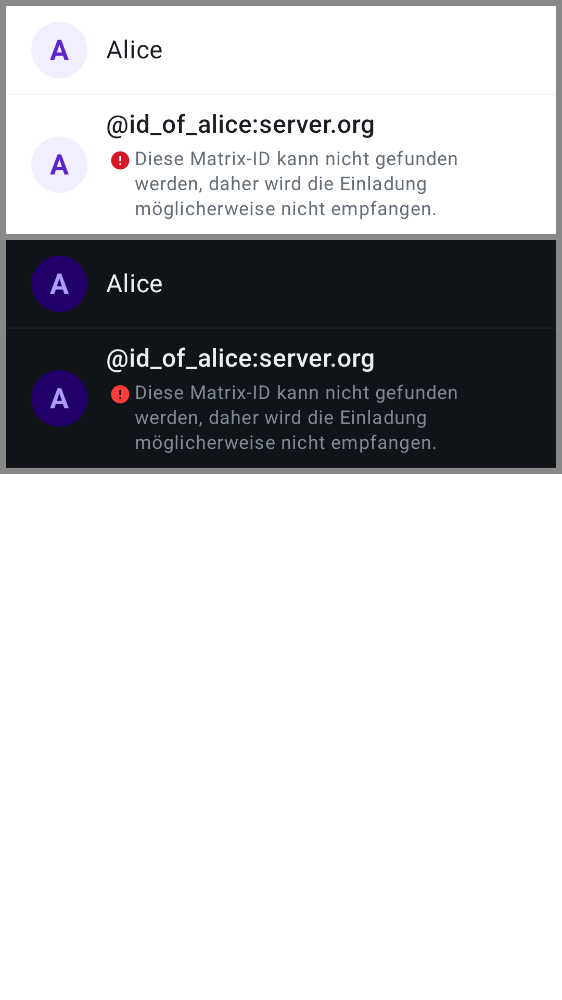 A Alice
@id_of_alice:server.org
A ! Diese Matrix-ID kann nicht gefunden
werden, daher wird die Einladung
möglicherweise nicht empfangen.
A Alice
@id_of_alice:server.org
A ! Diese Matrix-ID kann nicht gefunden
werden, daher wird die Einladung
möglicherweise nicht empfangen.